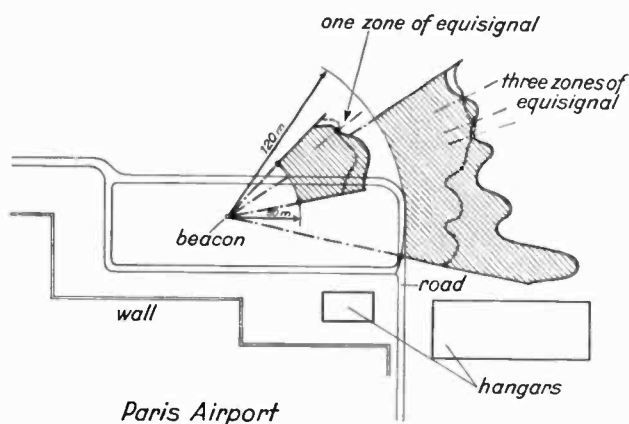 one zone of equisignal
three zones of
equisignal
120 m
50 m
beacon
road
wall
hangars
Paris Airport